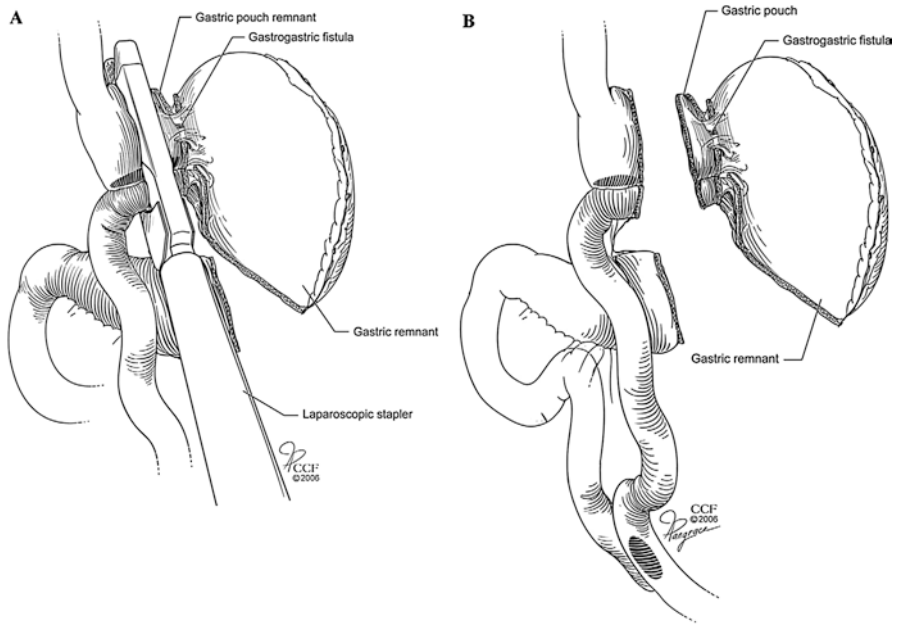 A
Gastric pouch remnant
Gastrogastric fistula
Gastric remnant
Laparoscopic stapler
CCF
©2006
B
Gastric pouch
Gastrogastric fistula
Gastric remnant
CCF
©2006